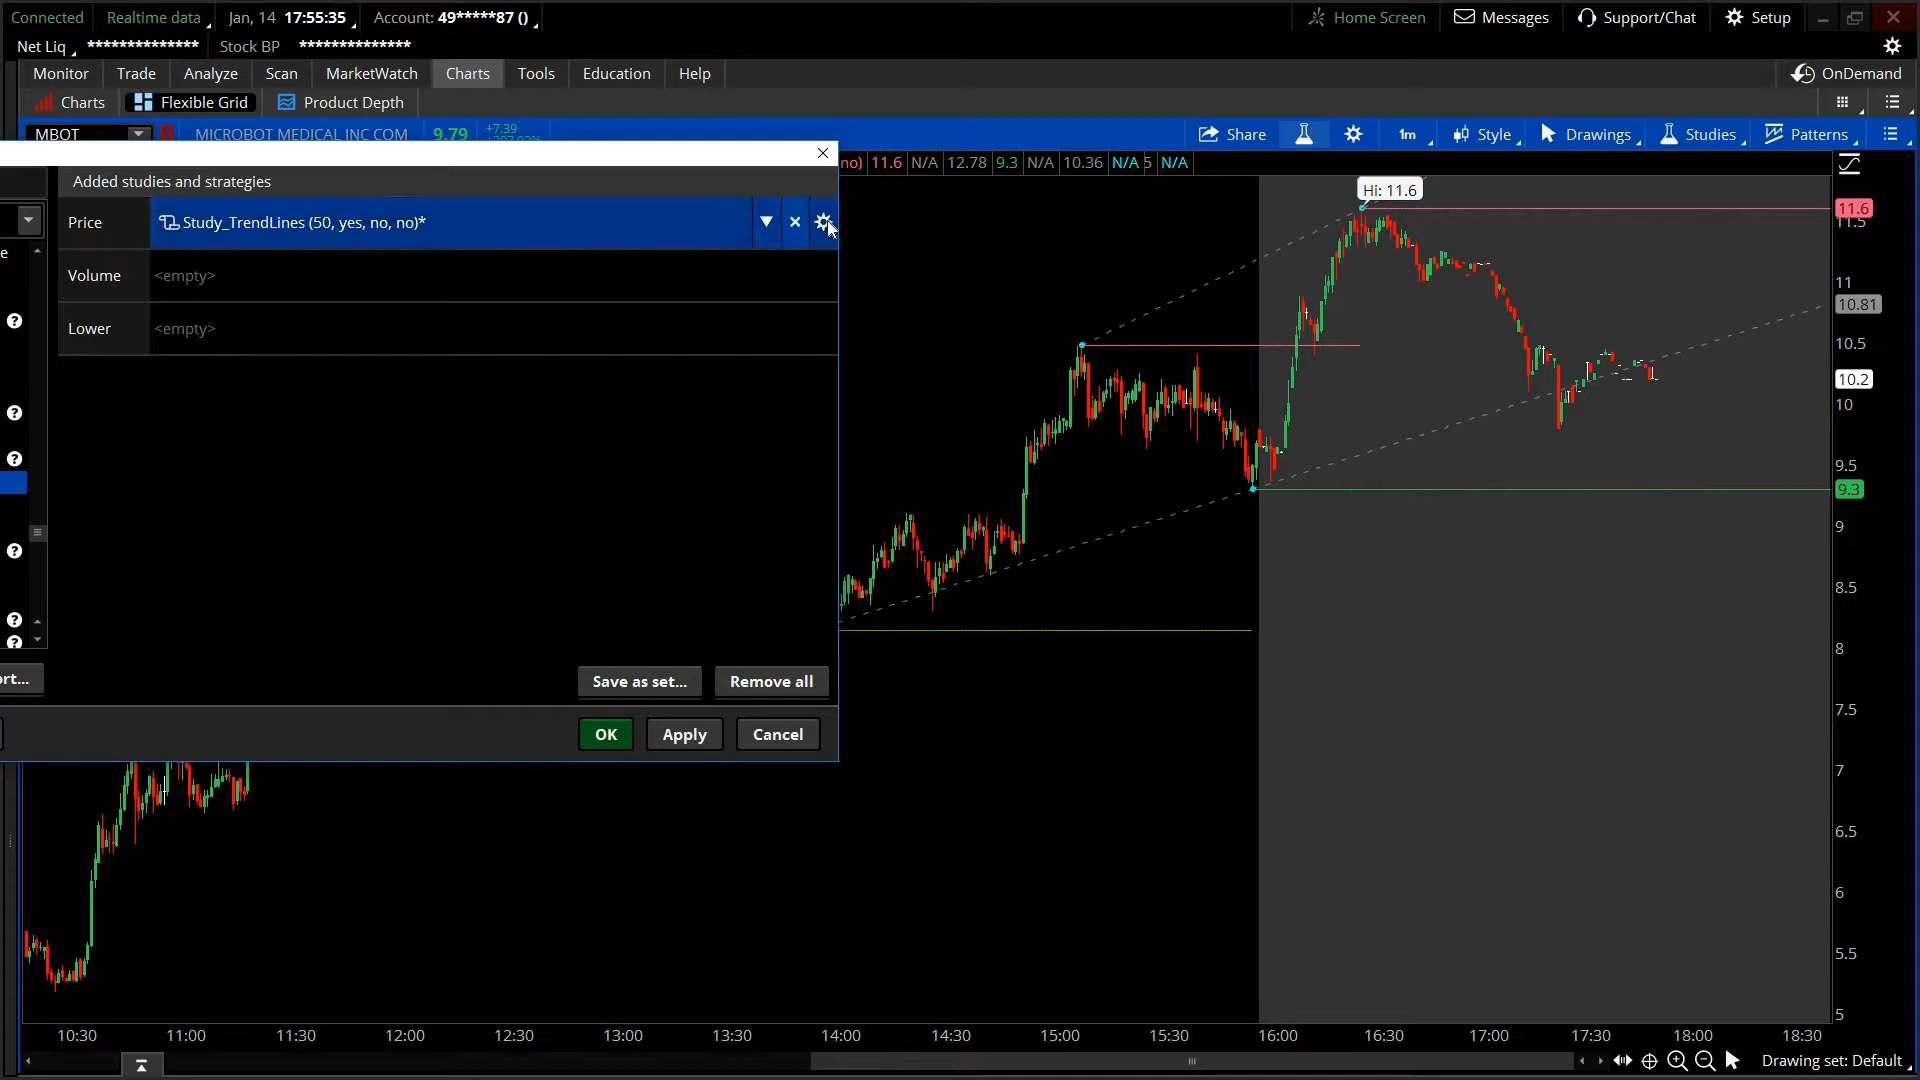 Connected Realtime data Jan, 14 17:55:35 Account: 49*****87 () Home Screen Messages Support/Chat Setup
Net Liq ************** Stock BP **************
Monitor Trade Analyze Scan MarketWatch Charts Tools Education Help OnDemand
Charts Flexible Grid Product Depth
MBOT MICROBOT MEDICAL INC COM 9.79 +7.39 Share 1m Style Drawings Studies Patterns
no) 11.6 N/A 12.78 9.3 N/A 10.36 N/A 5 N/A
Added studies and strategies
Price Study_TrendLines (50, yes, no, no)*
Volume <empty>
Lower <empty>
e
rt...
Save as set... Remove all
OK Apply Cancel
Hi: 11.6
11.6
11.5
11
10.81
10.5
10.2
10
9.5
9.3
9
8.5
8
7.5
7
6.5
6
5.5
5
10:30 11:00 11:30 12:00 12:30 13:00 13:30 14:00 14:30 15:00 15:30 16:00 16:30 17:00 17:30 18:00 18:30
Drawing set: Default